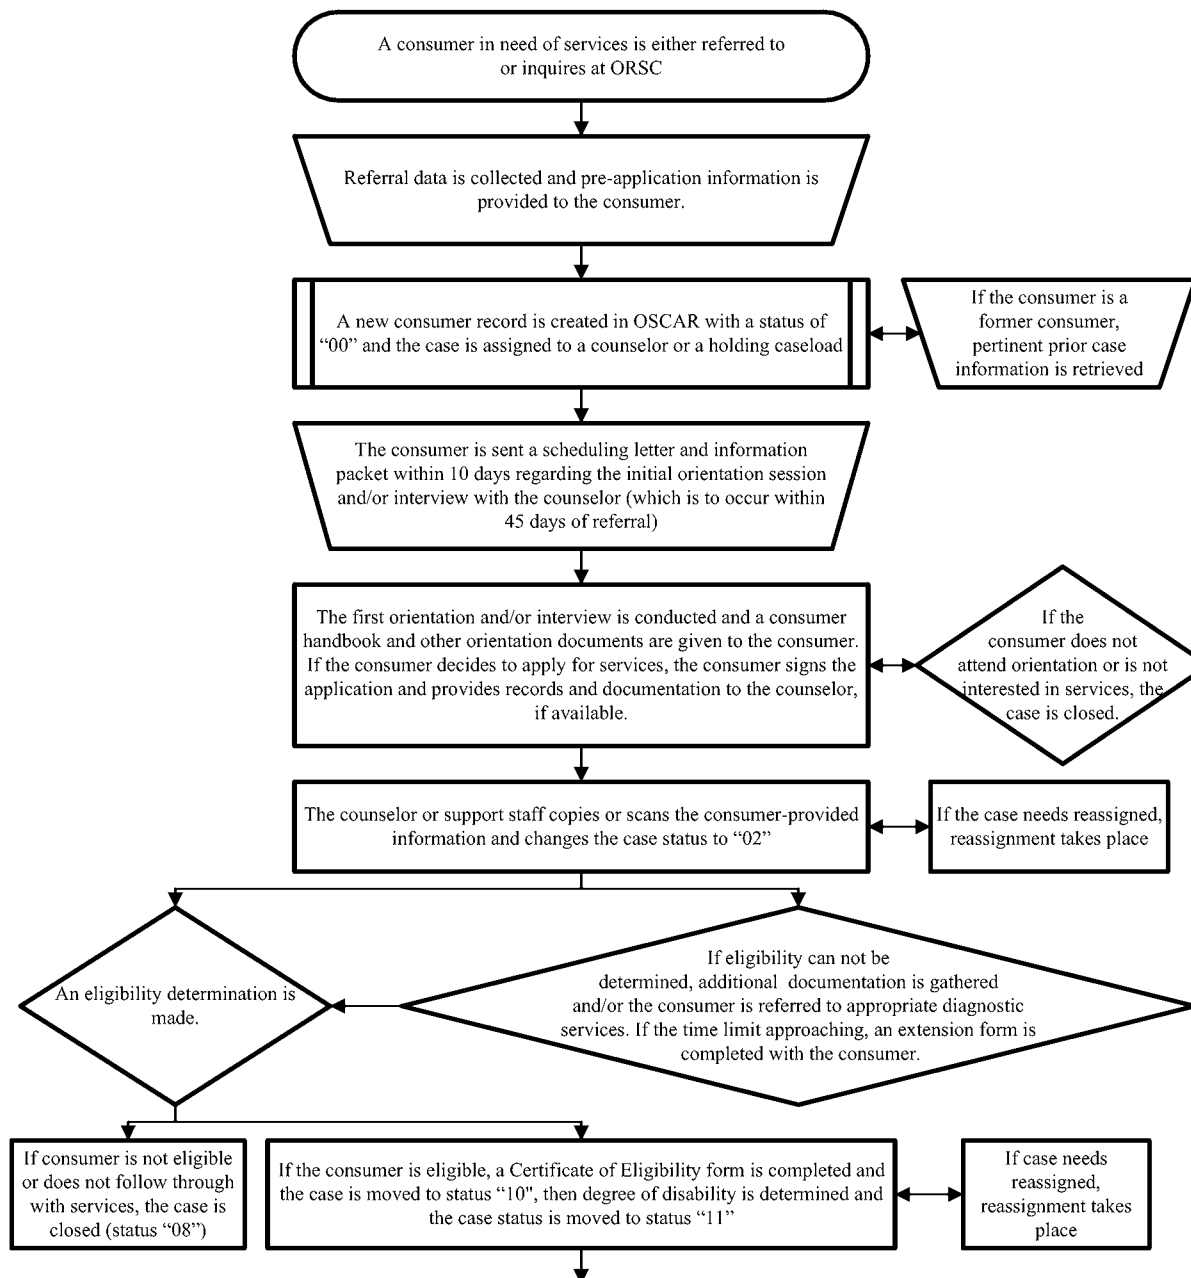 A consumer in need of services is either referred to
or inquires at ORSC
Referral data is collected and pre-application information is
provided to the consumer.
A new consumer record is created in OSCAR with a status of
“00” and the case is assigned to a counselor or a holding caseload
If the consumer is a
former consumer,
pertinent prior case
information is retrieved
The consumer is sent a scheduling letter and information
packet within 10 days regarding the initial orientation session
and/or interview with the counselor (which is to occur within
45 days of referral)
The first orientation and/or interview is conducted and a consumer
handbook and other orientation documents are given to the consumer.
If the consumer decides to apply for services, the consumer signs the
application and provides records and documentation to the counselor,
if available.
If the
consumer does not
attend orientation or is not
interested in services, the
case is closed.
The counselor or support staff copies or scans the consumer-provided
information and changes the case status to “02”
If the case needs reassigned,
reassignment takes place
An eligibility determination is
made.
If eligibility can not be
determined, additional documentation is gathered
and/or the consumer is referred to appropriate diagnostic
services. If the time limit approaching, an extension form is
completed with the consumer.
If consumer is not eligible
or does not follow through
with services, the case is
closed (status “08”)
If the consumer is eligible, a Certificate of Eligibility form is completed and
the case is moved to status “10", then degree of disability is determined and
the case status is moved to status “11”
If case needs
reassigned,
reassignment takes
place